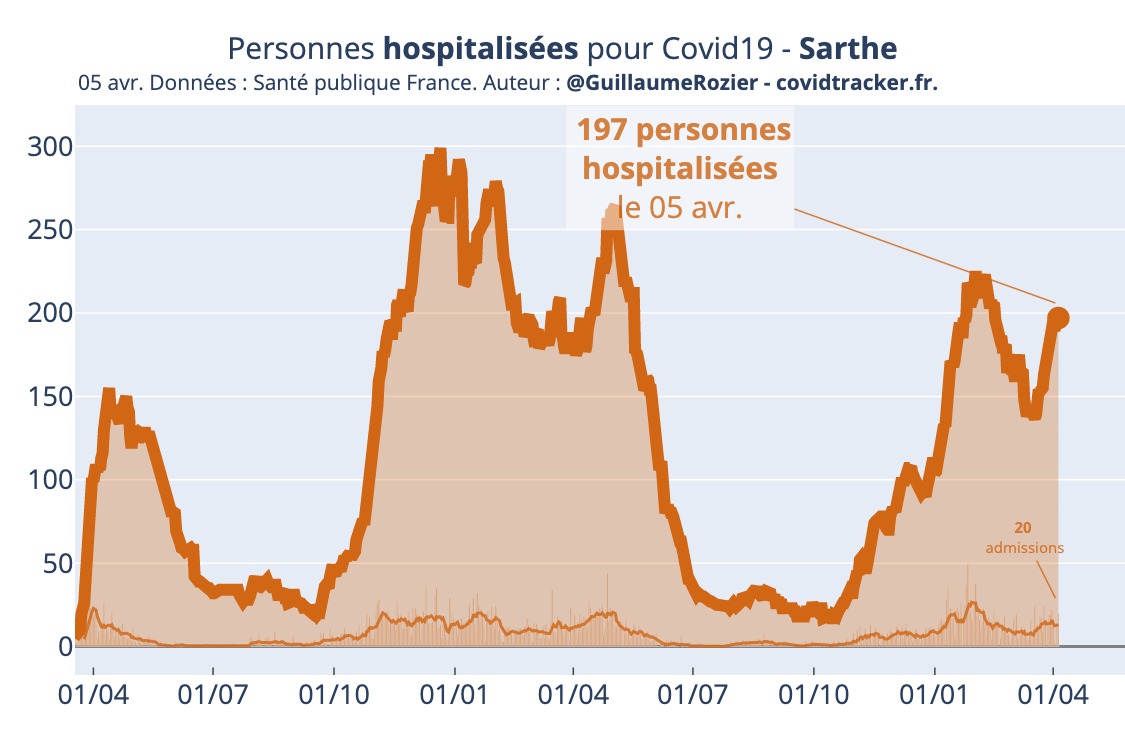 Personnes hospitalisées pour Covid19 - Sarthe
05 avr. Données : Santé publique France. Auteur : @GuillaumeRozier - covidtracker.fr.
197 personnes
hospitalisées
le 05 avr.
300
250
200
150
100
50
0
20
admissions
01/04
01/07
01/10
01/01
01/04
01/07
01/10
01/01
01/04